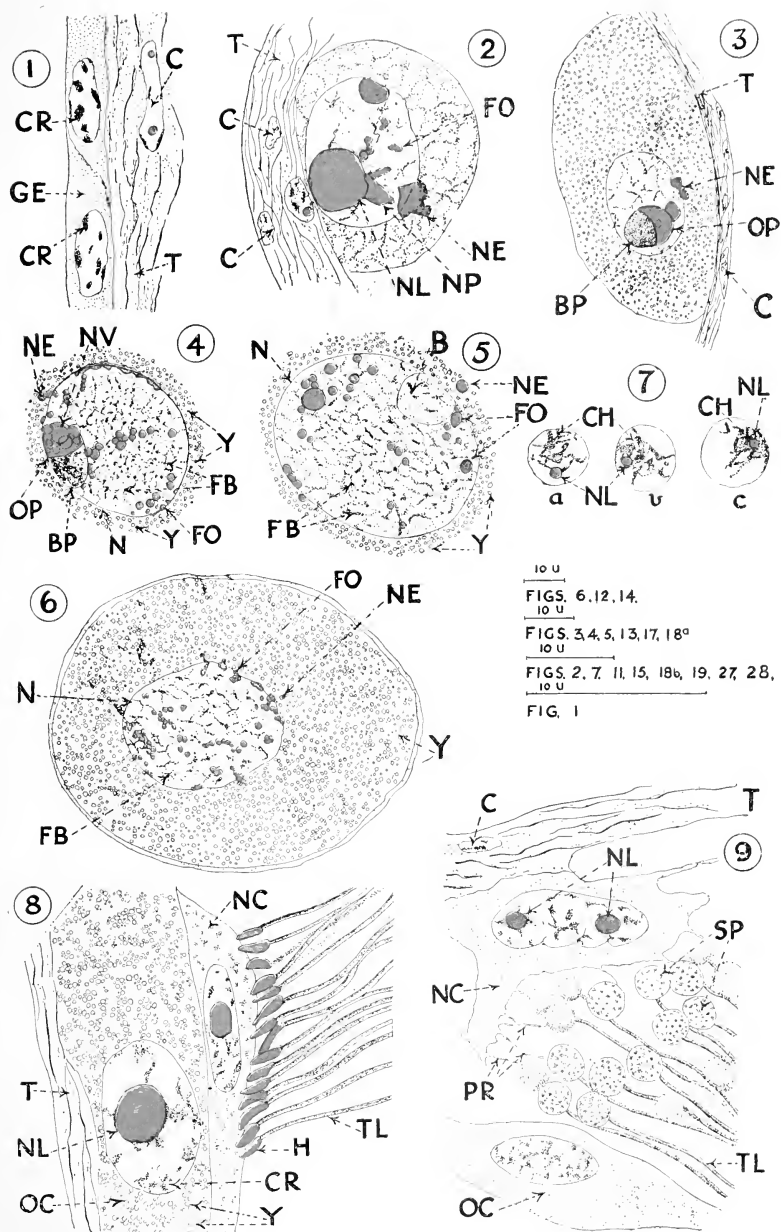 1
C
CR
GE
CR
T
2
T
C
FO
C
NE
NL
NP
3
T
NE
OP
BP
C
4
NE
NV
Y
FB
OP
BP
N
Y
FO
5
N
B
NE
FO
FB
Y
7
NL
CH
CH
NL
a
b
c
6
FO
NE
N
Y
FB
10 U
FIGS. 6, 12, 14.
10 U
FIGS. 3, 4, 5, 13, 17, 18a
10 U
FIGS. 2, 7, 11, 15, 18b, 19, 27, 28,
10 U
FIG. 1
8
NC
T
NL
TL
H
CR
OC
Y
9
C
T
NL
SP
NC
PR
TL
OC